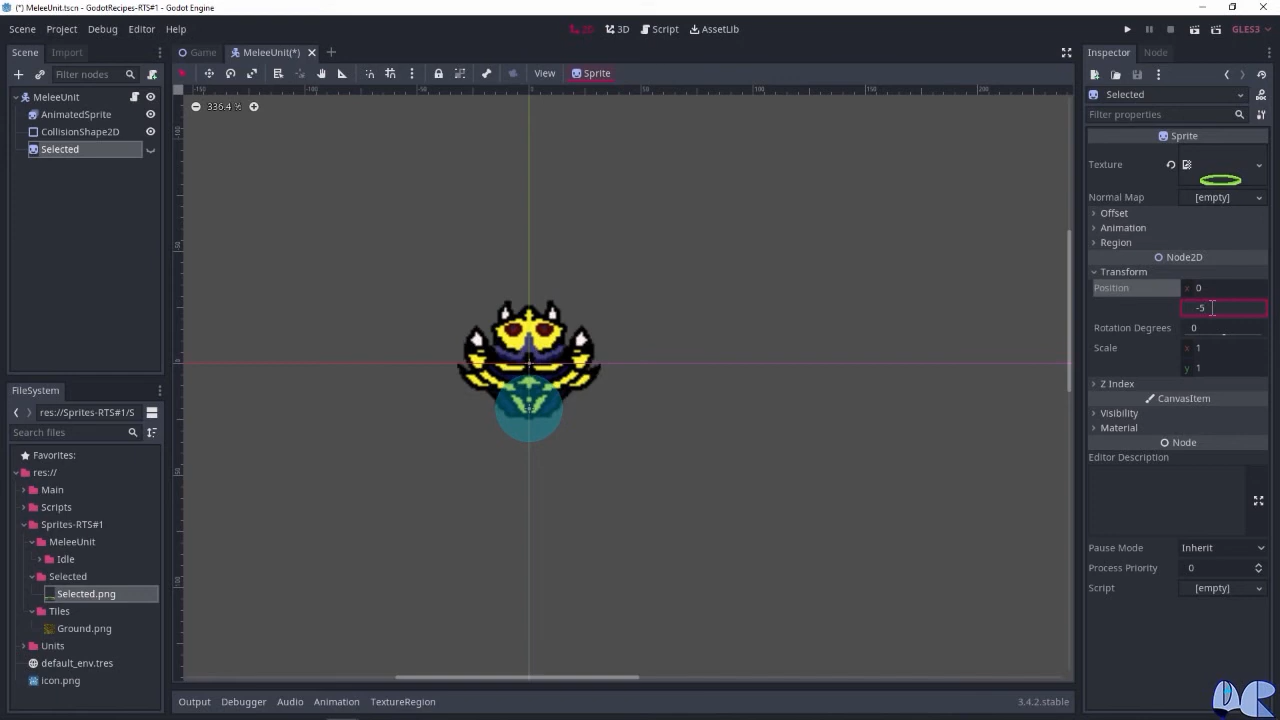 (*) MeleeUnit.tscn - GodotRecipes-RTS#1 - Godot Engine
Scene Project Debug Editor Help
2D 3D Script AssetLib
GLES3
Scene Import
Game MeleeUnit(*)
Inspector Node
Filter nodes
View Sprite
MeleeUnit
AnimatedSprite
CollisionShape2D
Selected
336.4 %
Selected
Filter properties
Sprite
Texture
Normal Map [empty]
Offset
Animation
Region
Node2D
Transform
Position x 0
-5
Rotation Degrees 0
Scale x 1
y 1
Z Index
CanvasItem
Visibility
Material
Node
Editor Description
Pause Mode Inherit
Process Priority 0
Script [empty]
FileSystem
res://Sprites-RTS#1/S
Search files
Favorites:
res://
Main
Scripts
Sprites-RTS#1
MeleeUnit
Idle
Selected
Selected.png
Tiles
Ground.png
Units
default_env.tres
icon.png
Output Debugger Audio Animation TextureRegion
3.4.2.stable